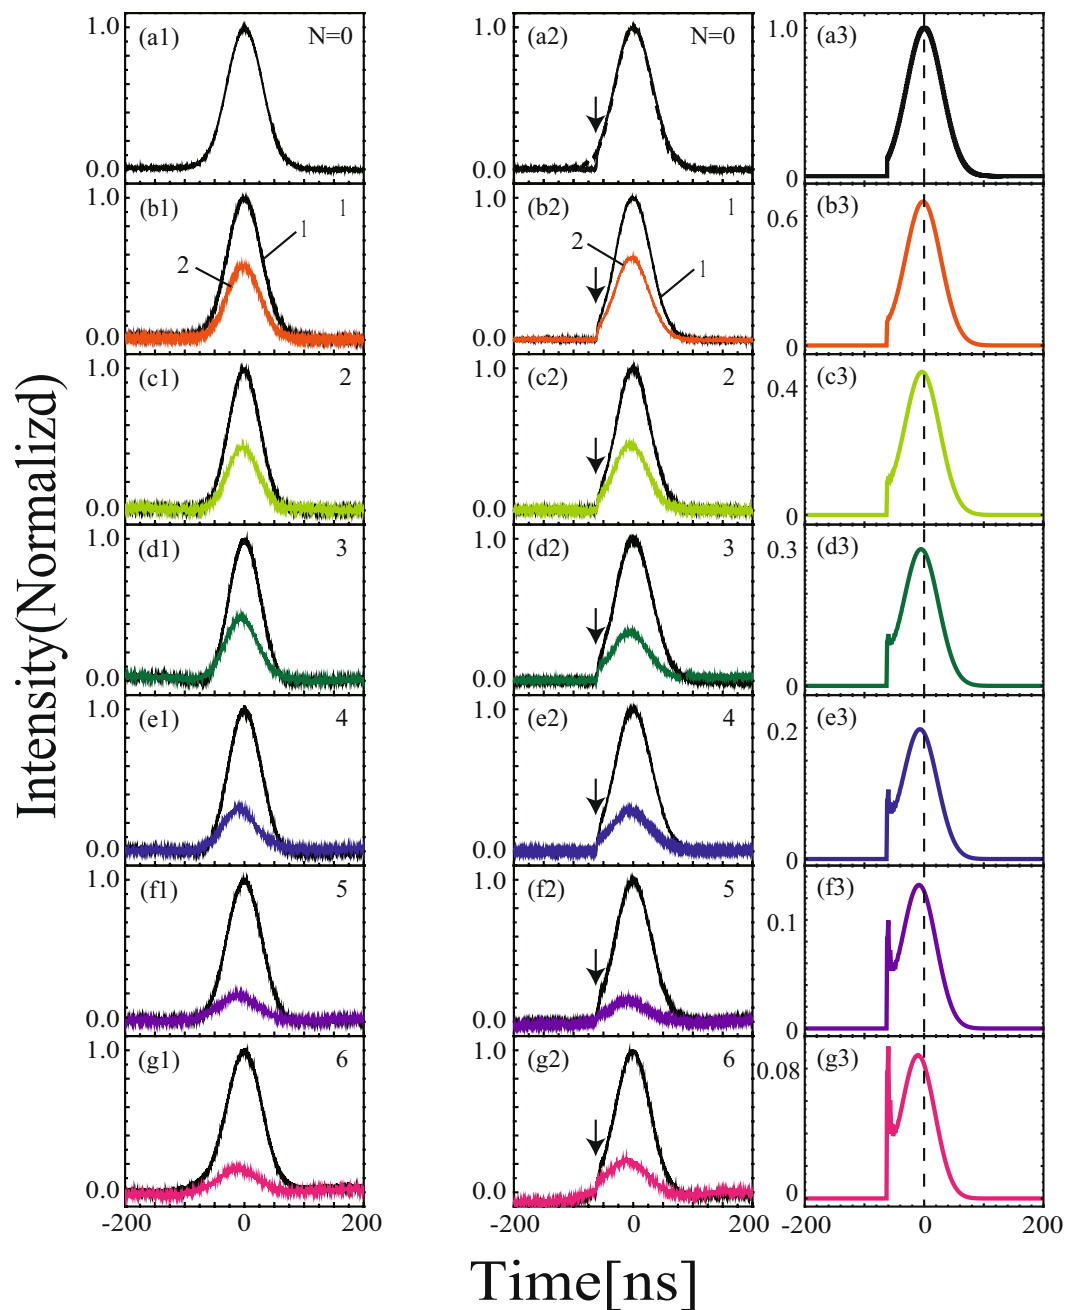 Intensity(Normalizd)
1.0 (a1) N=0
0.0
(a2) N=0
1.0
0.0
1.0 (a3)
0
1.0 (b1) 1
1
2
0.0
1.0 (b2) 1
2
1
0.0
0.6 (b3)
0
1.0 (c1) 2
0.0
1.0 (c2) 2
0.0
0.4 (c3)
0
1.0 (d1) 3
0.0
1.0 (d2) 3
0.0
0.3 (d3)
0
1.0 (e1) 4
0.0
1.0 (e2) 4
0.0
0.2 (e3)
0
1.0 (f1) 5
0.0
1.0 (f2) 5
0.0
0.1 (f3)
0
1.0 (g1) 6
0.0
1.0 (g2) 6
0.0
0.08 (g3)
0
-200 0 200
-200 0 200
-200 0 200
Time[ns]